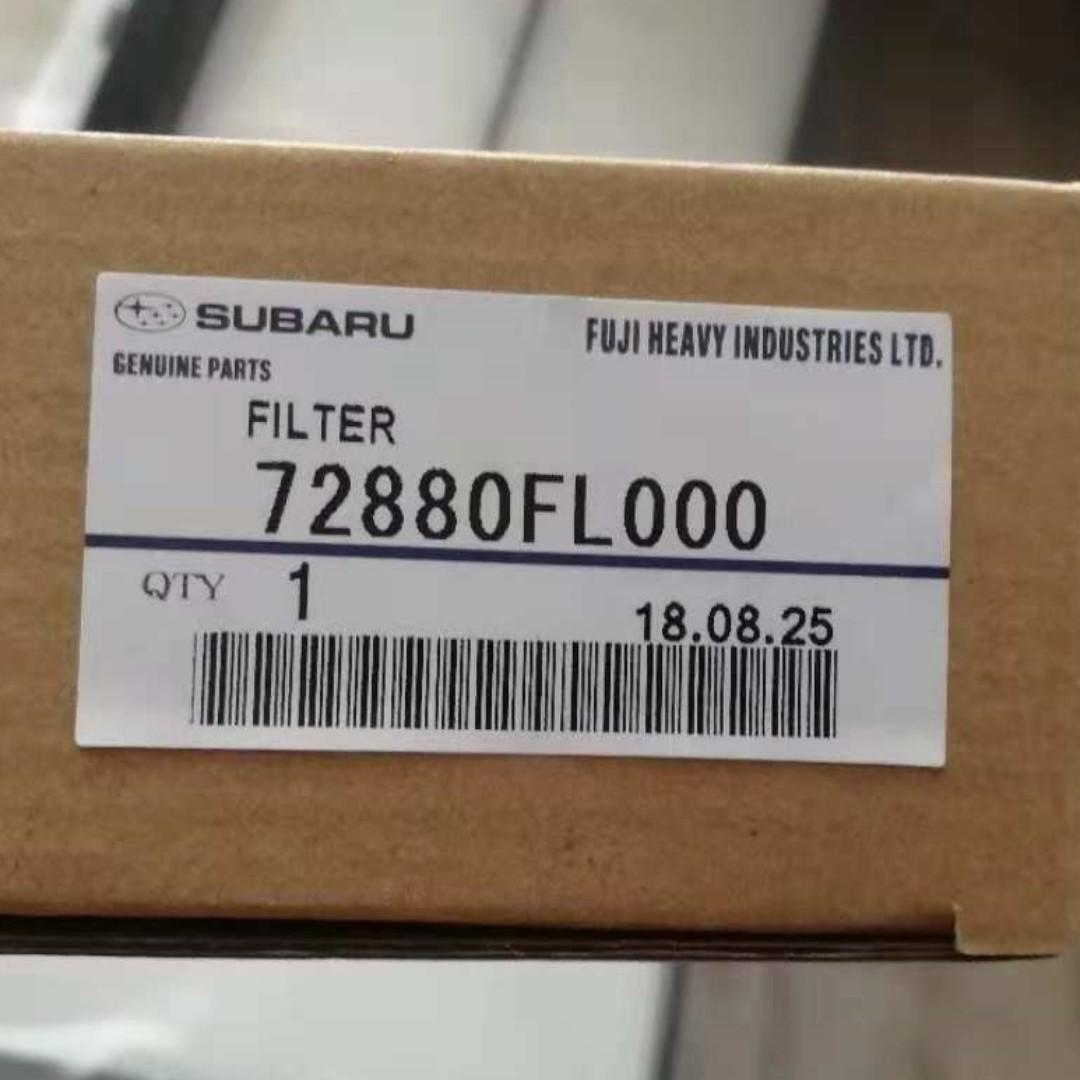 SUBARU
FUJI HEAVY INDUSTRIES LTD.
GENUINE PARTS
FILTER
72880FL000
QTY 1
18.08.25